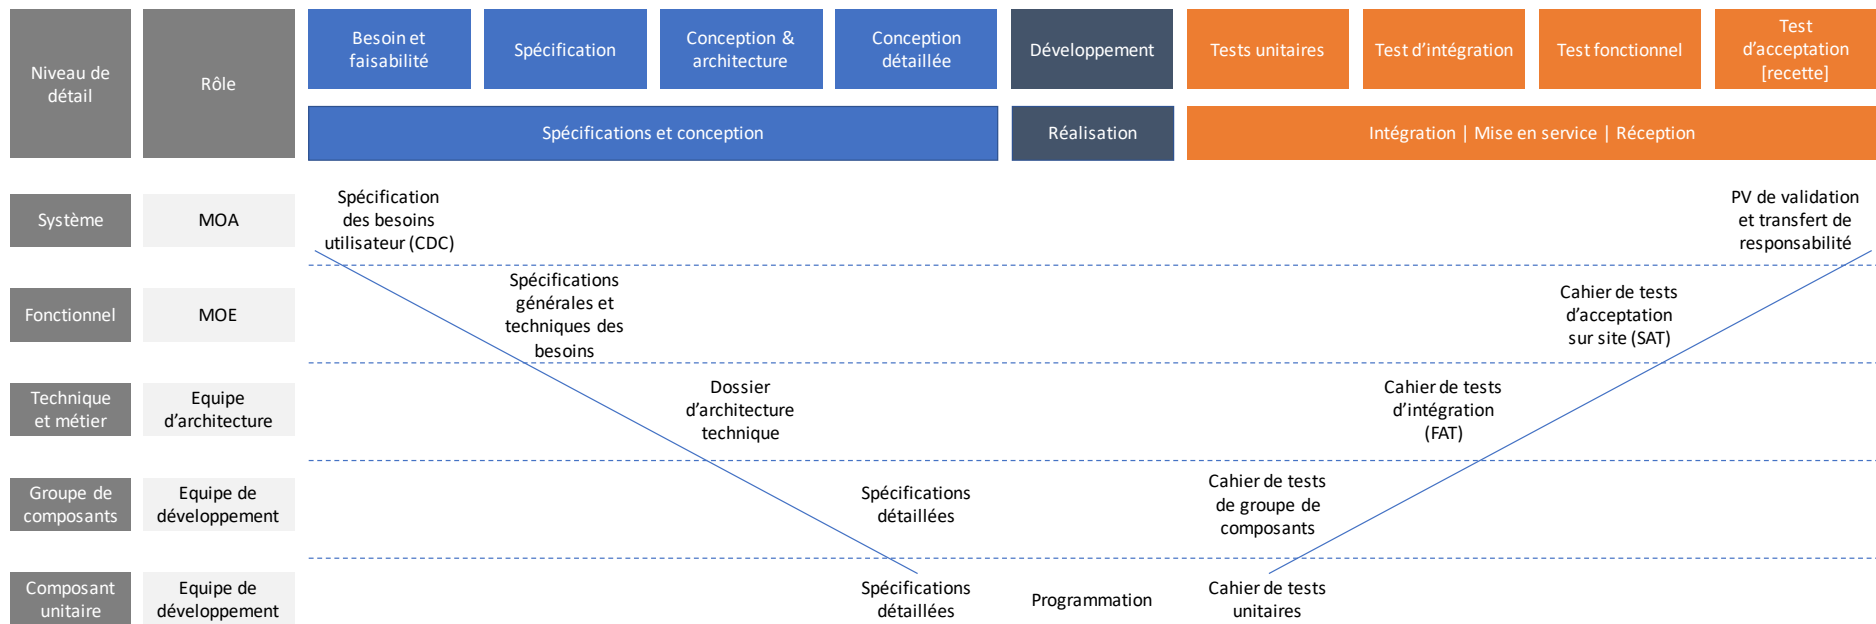 Niveau de
détail
Rôle
Besoin et
faisabilité
Spécification
Conception &
architecture
Conception
détaillée
Développement
Tests unitaires
Test d’intégration
Test fonctionnel
Test
d’acceptation
[recette]
Spécifications et conception
Réalisation
Intégration | Mise en service | Réception
Système
MOA
Spécification
des besoins
utilisateur (CDC)
PV de validation
et transfert de
responsabilité
Fonctionnel
MOE
Spécifications
générales et
techniques des
besoins
Cahier de tests
d’acceptation
sur site (SAT)
Technique
et métier
Equipe
d’architecture
Dossier
d’architecture
technique
Cahier de tests
d’intégration
(FAT)
Groupe de
composants
Equipe de
développement
Spécifications
détaillées
Cahier de tests
de groupe de
composants
Composant
unitaire
Equipe de
développement
Spécifications
détaillées
Programmation
Cahier de tests
unitaires